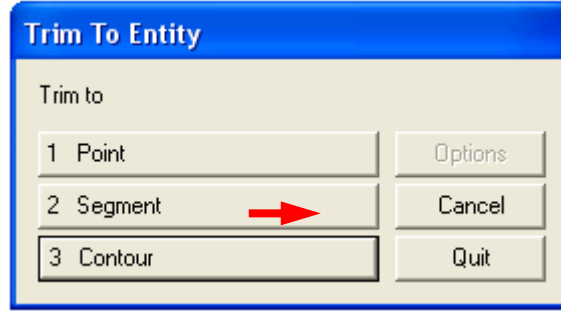 Trim To Entity
Trim to
1 Point
Options
2 Segment
Cancel
3 Contour
Quit